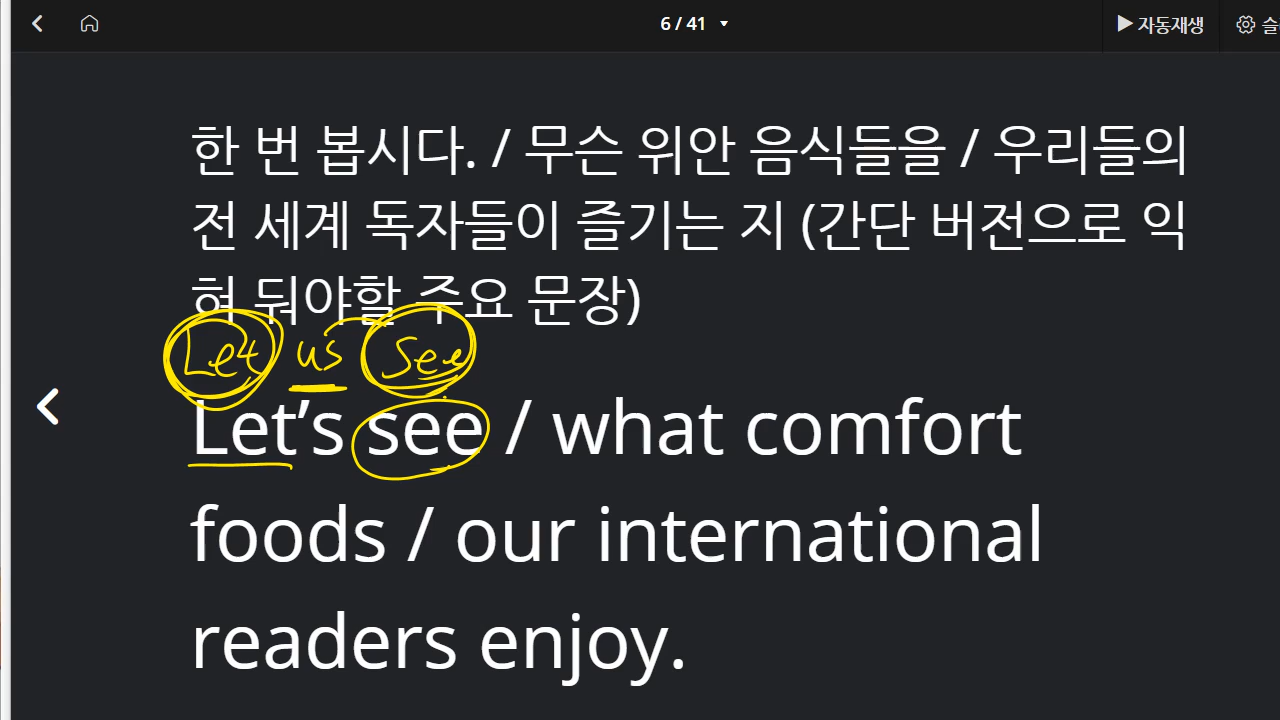 6 / 41
자동재생
슬
한 번 봅시다. / 무슨 위안 음식들을 / 우리들의
전 세계 독자들이 즐기는 지 (간단 버전으로 익
혀 둬야할 주요 문장)
Let us See
Let’s see / what comfort
foods / our international
readers enjoy.